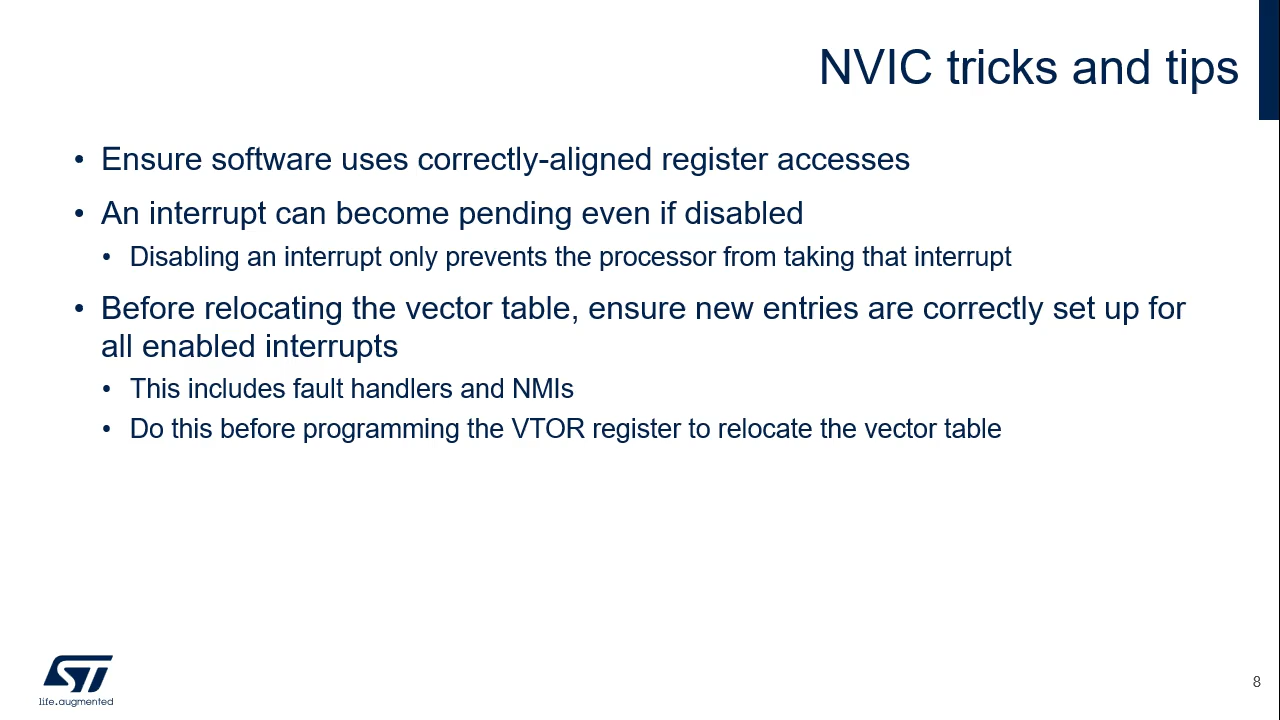 NVIC tricks and tips
• Ensure software uses correctly-aligned register accesses
• An interrupt can become pending even if disabled
• Disabling an interrupt only prevents the processor from taking that interrupt
• Before relocating the vector table, ensure new entries are correctly set up for
all enabled interrupts
• This includes fault handlers and NMIs
• Do this before programming the VTOR register to relocate the vector table
ST
life.augmented
8